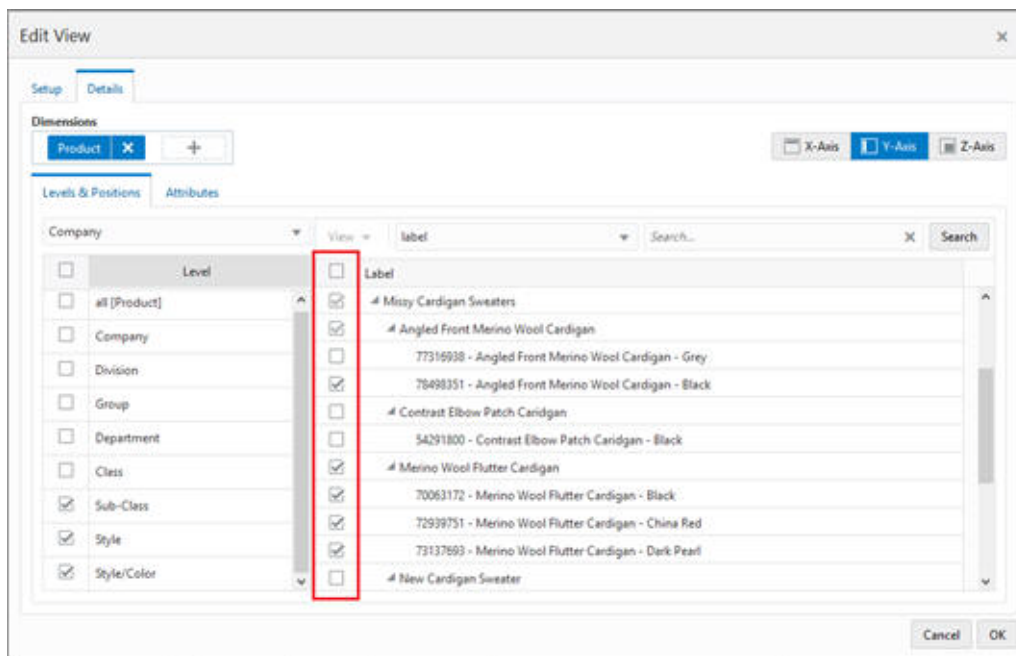 Edit View
Setup Details
Dimensions
Product
X-Axis Y-Axis Z-Axis
Levels & Positions Attributes
Company View label Search... Search
Level Label
all [Product] Missy Cardigan Sweaters
Company Angled Front Merino Wool Cardigan
77316938 - Angled Front Merino Wool Cardigan - Grey
Division 78498351 - Angled Front Merino Wool Cardigan - Black
Group Contrast Elbow Patch Caridgan
Department 54291800 - Contrast Elbow Patch Caridgan - Black
Class Merino Wool Flutter Cardigan
Sub-Class 70063172 - Merino Wool Flutter Cardigan - Black
72939751 - Merino Wool Flutter Cardigan - China Red
Style 73137693 - Merino Wool Flutter Cardigan - Dark Pearl
Style/Color New Cardigan Sweater
Cancel OK